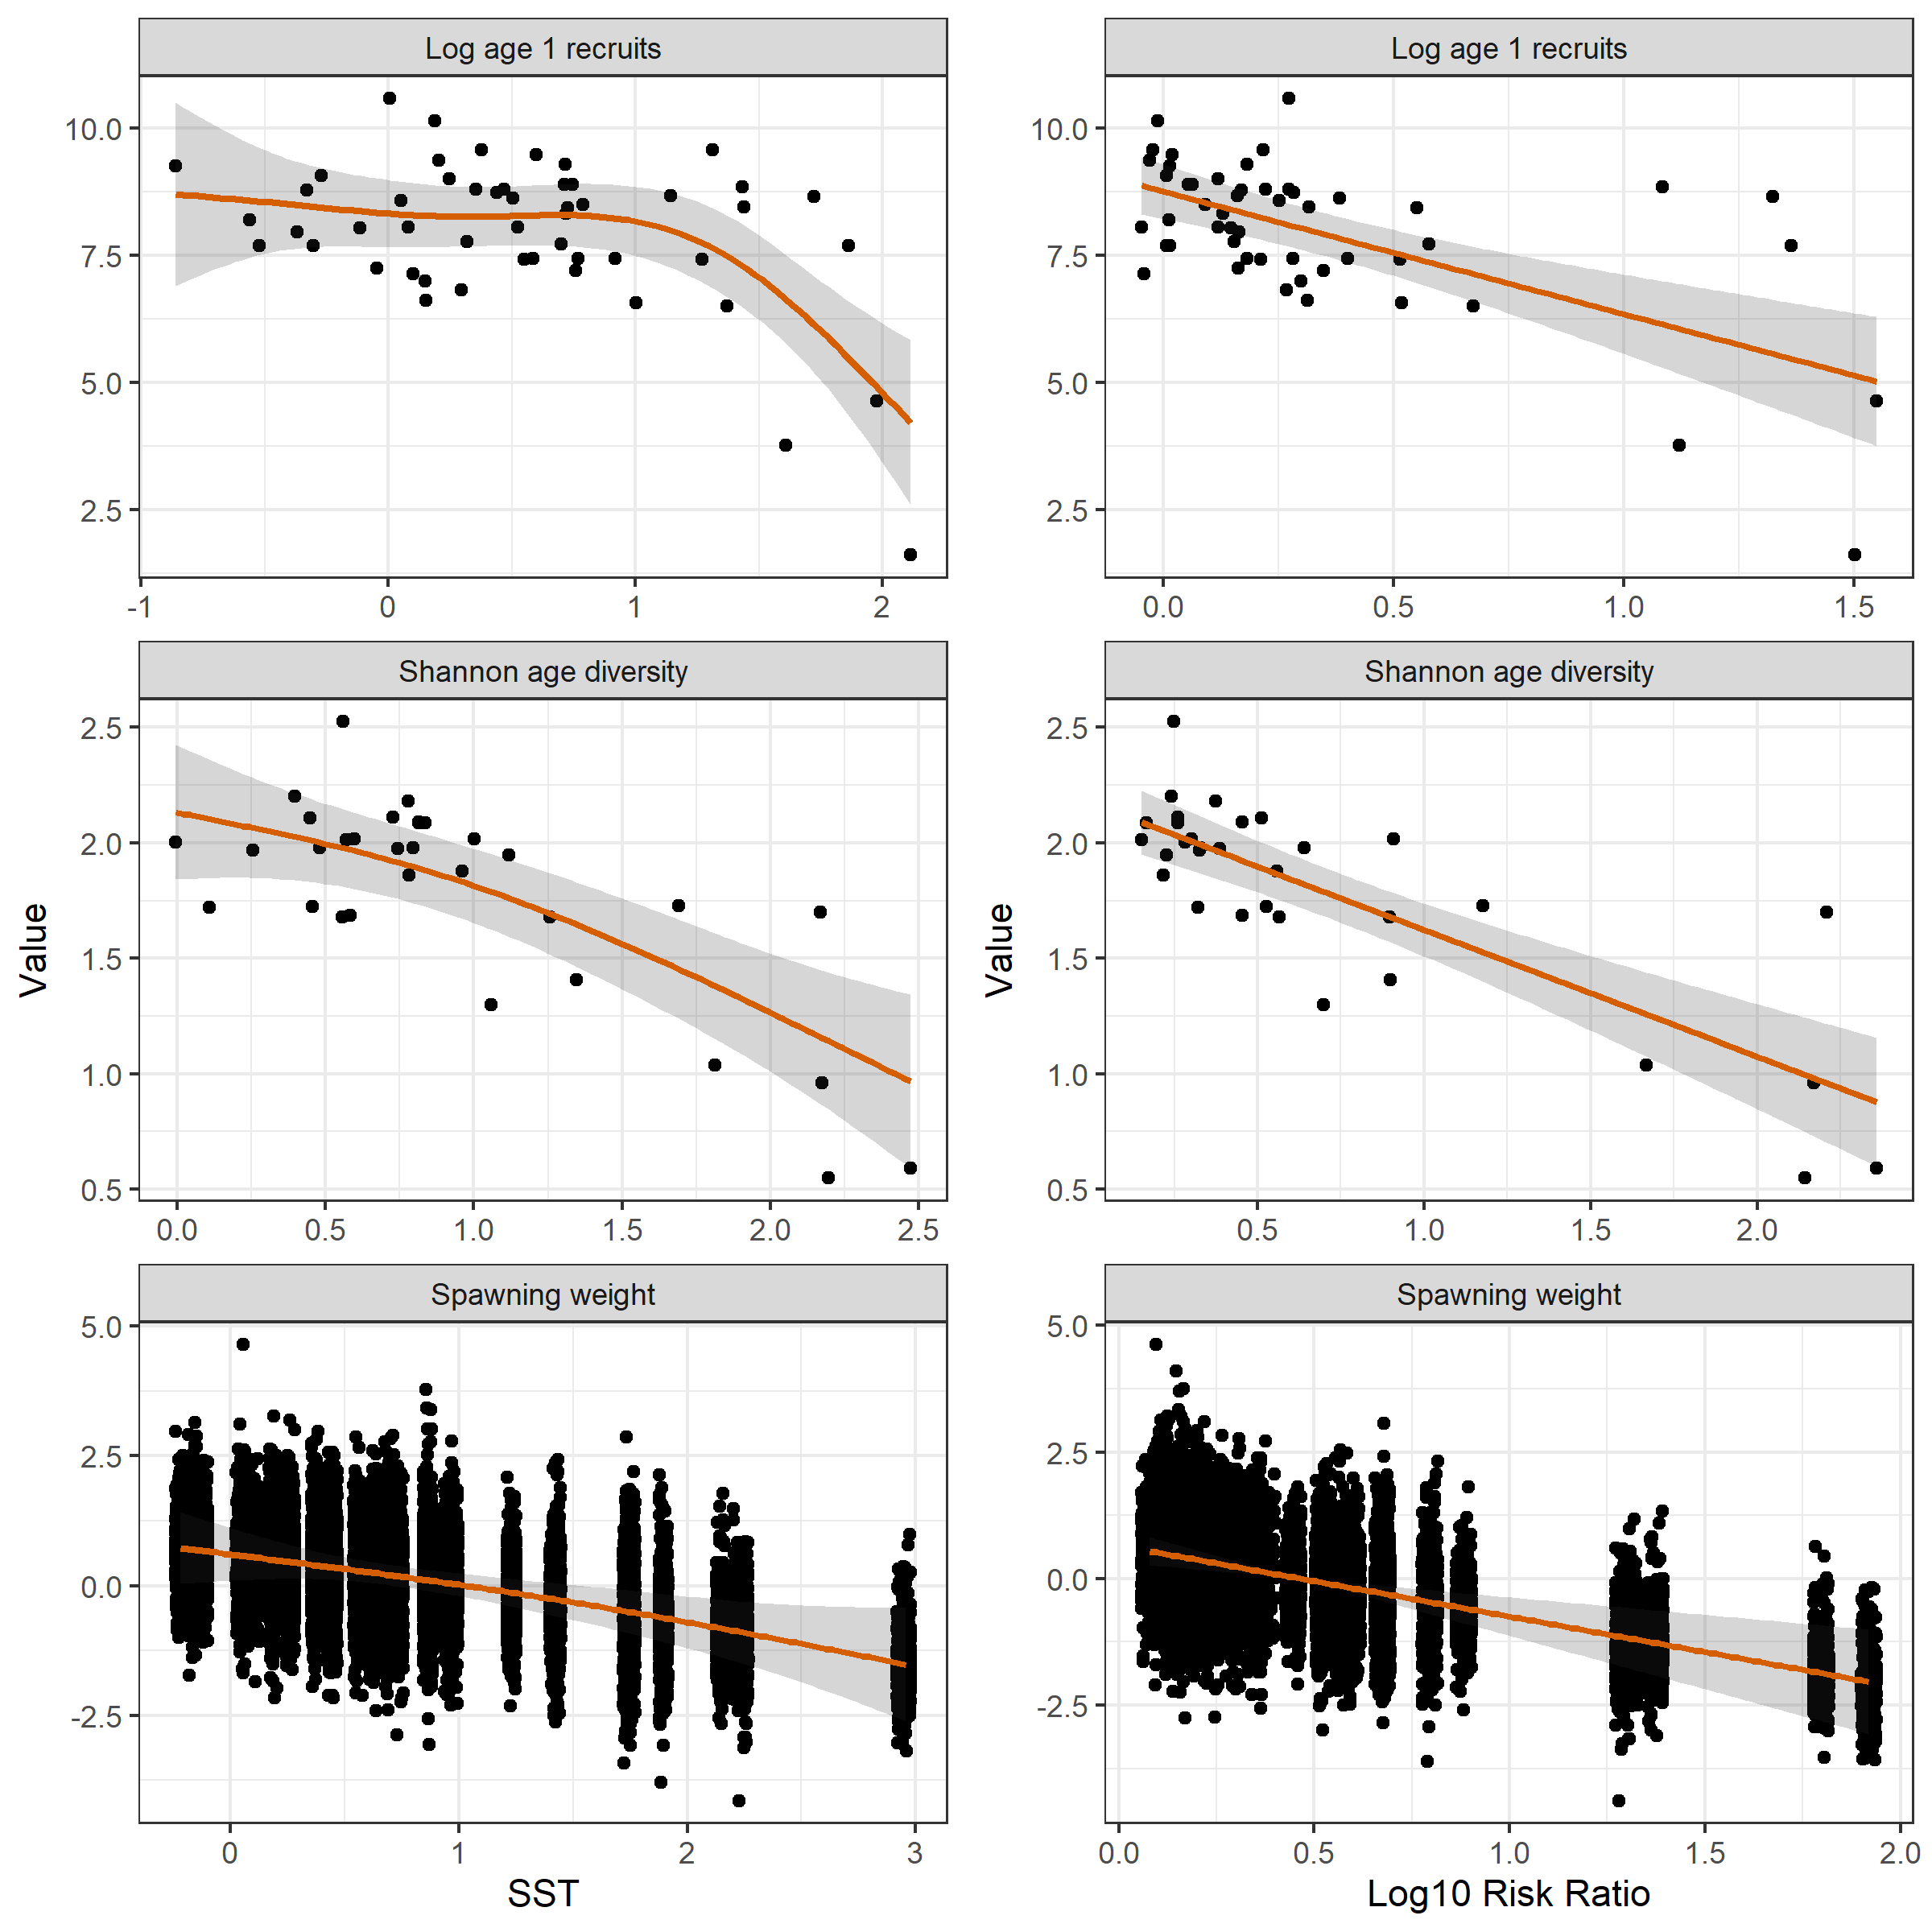 Log age 1 recruits
10.0
7.5
5.0
2.5
-1 0 1 2
Log age 1 recruits
10.0
7.5
5.0
2.5
0.0 0.5 1.0 1.5
Shannon age diversity
2.5
2.0
1.5
1.0
0.5
0.0 0.5 1.0 1.5 2.0 2.5
Shannon age diversity
2.5
2.0
1.5
1.0
0.5
0.5 1.0 1.5 2.0
Value
Value
Spawning weight
5.0
2.5
0.0
-2.5
0 1 2 3
SST
Spawning weight
5.0
2.5
0.0
-2.5
0.0 0.5 1.0 1.5 2.0
Log10 Risk Ratio